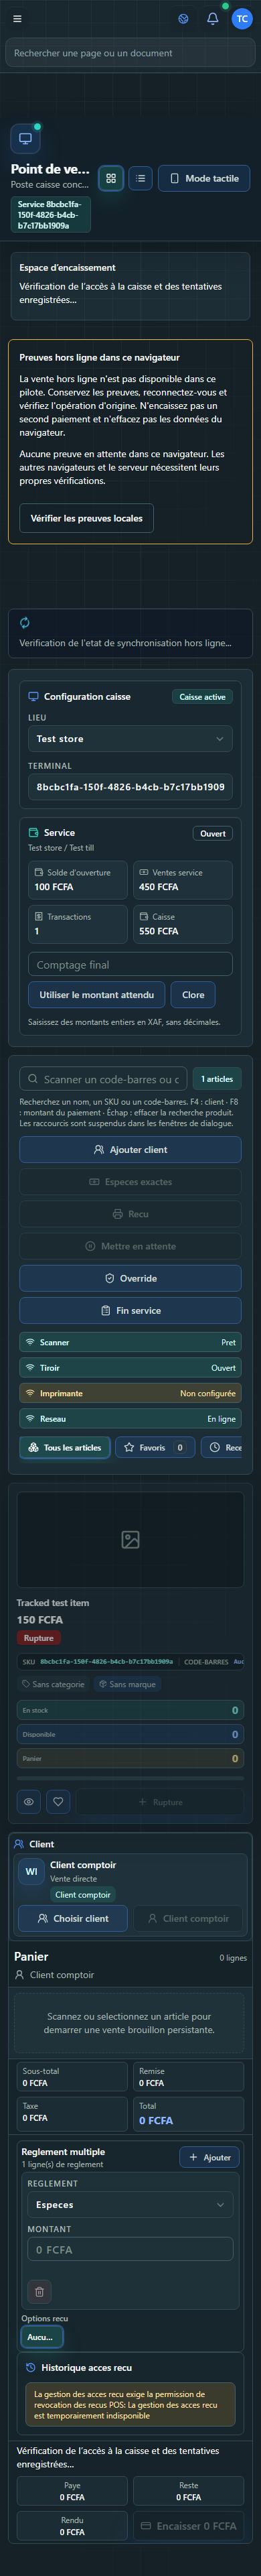 TC
Rechercher une page ou un document
Point de ve...
Poste caisse conc...
Mode tactile
Service 8bcbc1fa-
150f-4826-b4cb-
b7c17bb1909a
Espace d'encaissement
Vérification de l'accès à la caisse et des tentatives
enregistrées...
Preuves hors ligne dans ce navigateur
La vente hors ligne n'est pas disponible dans ce
pilote. Conservez les preuves, reconnectez-vous et
vérifiez l'opération d'origine. N'encaissez pas un
second paiement et n'effacez pas les données du
navigateur.
Aucune preuve en attente dans ce navigateur. Les
autres navigateurs et le serveur nécessitent leurs
propres vérifications.
Vérifier les preuves locales
Verification de l'etat de synchronisation hors ligne...
Configuration caisse
Caisse active
LIEU
Test store
TERMINAL
8bcbc1fa-150f-4826-b4cb-b7c17bb1909
Service
Ouvert
Test store / Test till
Solde d'ouverture
100 FCFA
Ventes service
450 FCFA
Transactions
1
Caisse
550 FCFA
Comptage final
Utiliser le montant attendu
Clore
Saisissez des montants entiers en XAF, sans décimales.
Scanner un code-barres ou c
1 articles
Recherchez un nom, un SKU ou un code-barres. F4 : client · F8
: montant du paiement · Échap : effacer la recherche produit.
Les raccourcis sont suspendus dans les fenêtres de dialogue.
Ajouter client
Especes exactes
Recu
Mettre en attente
Override
Fin service
Scanner
Pret
Tiroir
Ouvert
Imprimante
Non configurée
Reseau
En ligne
Tous les articles
Favoris
0
Rece
Tracked test item
150 FCFA
Rupture
SKU 8bcbc1fa-150f-4826-b4cb-b7c17bb1909a
CODE-BARRES Auc
Sans categorie
Sans marque
En stock
0
Disponible
0
Panier
0
Rupture
Client
WI
Client comptoir
Vente directe
Client comptoir
Choisir client
Client comptoir
Panier
0 lignes
Client comptoir
Scannez ou selectionnez un article pour
demarrer une vente brouillon persistante.
Sous-total
0 FCFA
Remise
0 FCFA
Taxe
0 FCFA
Total
0 FCFA
Reglement multiple
1 ligne(s) de reglement
Ajouter
REGLEMENT
Especes
MONTANT
0 FCFA
Options recu
Aucu...
Historique acces recu
La gestion des acces recu exige la permission de
revocation des recus POS: La gestion des acces recu
est temporairement indisponible
Vérification de l'accès à la caisse et des tentatives
enregistrées...
Paye
0 FCFA
Reste
0 FCFA
Rendu
0 FCFA
Encaisser 0 FCFA